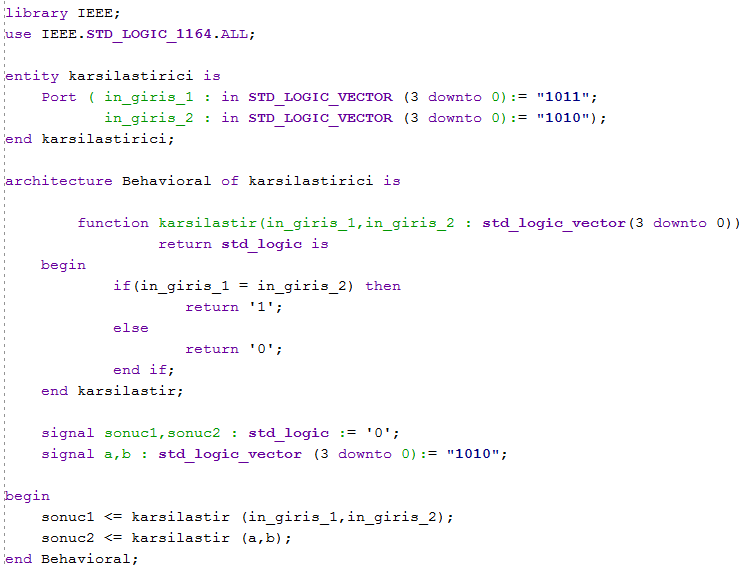 library IEEE;
use IEEE.STD_LOGIC_1164.ALL;
entity karsilastirici is
Port ( in_giris_1 : in STD_LOGIC_VECTOR (3 downto 0):= "1011";
in_giris_2 : in STD_LOGIC_VECTOR (3 downto 0):= "1010");
end karsilastirici;
architecture Behavioral of karsilastirici is
function karsilastir(in_giris_1,in_giris_2 : std_logic_vector(3 downto 0))
return std_logic is
begin
if(in_giris_1 = in_giris_2) then
return '1';
else
return '0';
end if;
end karsilastir;
signal sonuc1,sonuc2 : std_logic := '0';
signal a,b : std_logic_vector (3 downto 0):= "1010";
begin
sonuc1 <= karsilastir (in_giris_1,in_giris_2);
sonuc2 <= karsilastir (a,b);
end Behavioral;